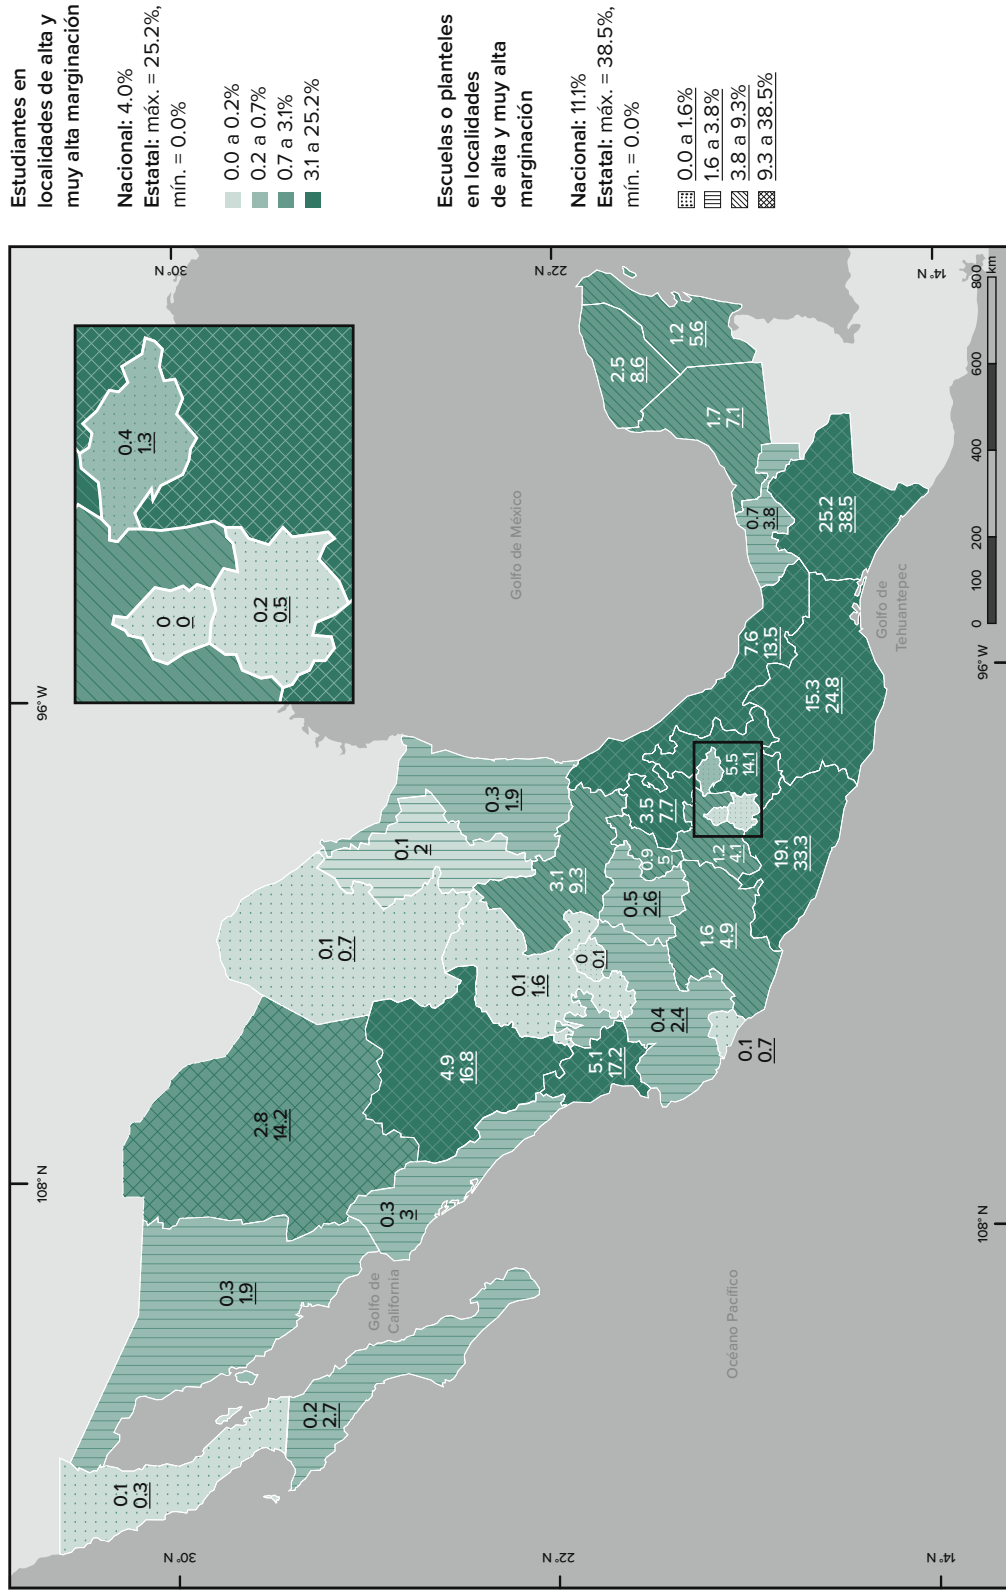 Estudiantes en
localidades de alta y
muy alta marginación
Nacional: 4.0%
Estatal: máx. = 25.2%,
mín. = 0.0%
0.0 a 0.2%
0.2 a 0.7%
0.7 a 3.1%
3.1 a 25.2%
Escuelas o planteles
en localidades
de alta y muy alta
marginación
Nacional: 11.1%
Estatal: máx. = 38.5%,
mín. = 0.0%
0.0 a 1.6%
1.6 a 3.8%
3.8 a 9.3%
9.3 a 38.5%
108° N
96° W
30° N
30° N
22° N
22° N
14° N
14° N
108° N
96° W
0.1
0.3
0.2
2.7
0.3
1.9
0.3
3
2.8
14.2
4.9
16.8
0.1
0.7
0.1
2
0.3
1.9
0.1
1.6
5.1
17.2
0
0.1
0.4
2.4
0.1
0.7
3.1
9.3
0.5
2.6
0.9
5
3.5
7.7
1.6
4.9
1.2
4.1
5.5
14.1
19.1
33.3
7.6
13.5
15.3
24.8
0.7
3.8
25.2
38.5
1.7
7.1
2.5
8.6
1.2
5.6
0
0
0.2
0.5
0.4
1.3
Golfo de
California
Océano Pacífico
Golfo de México
Golfo de
Tehuantepec
0 100 200 400 600 800
km